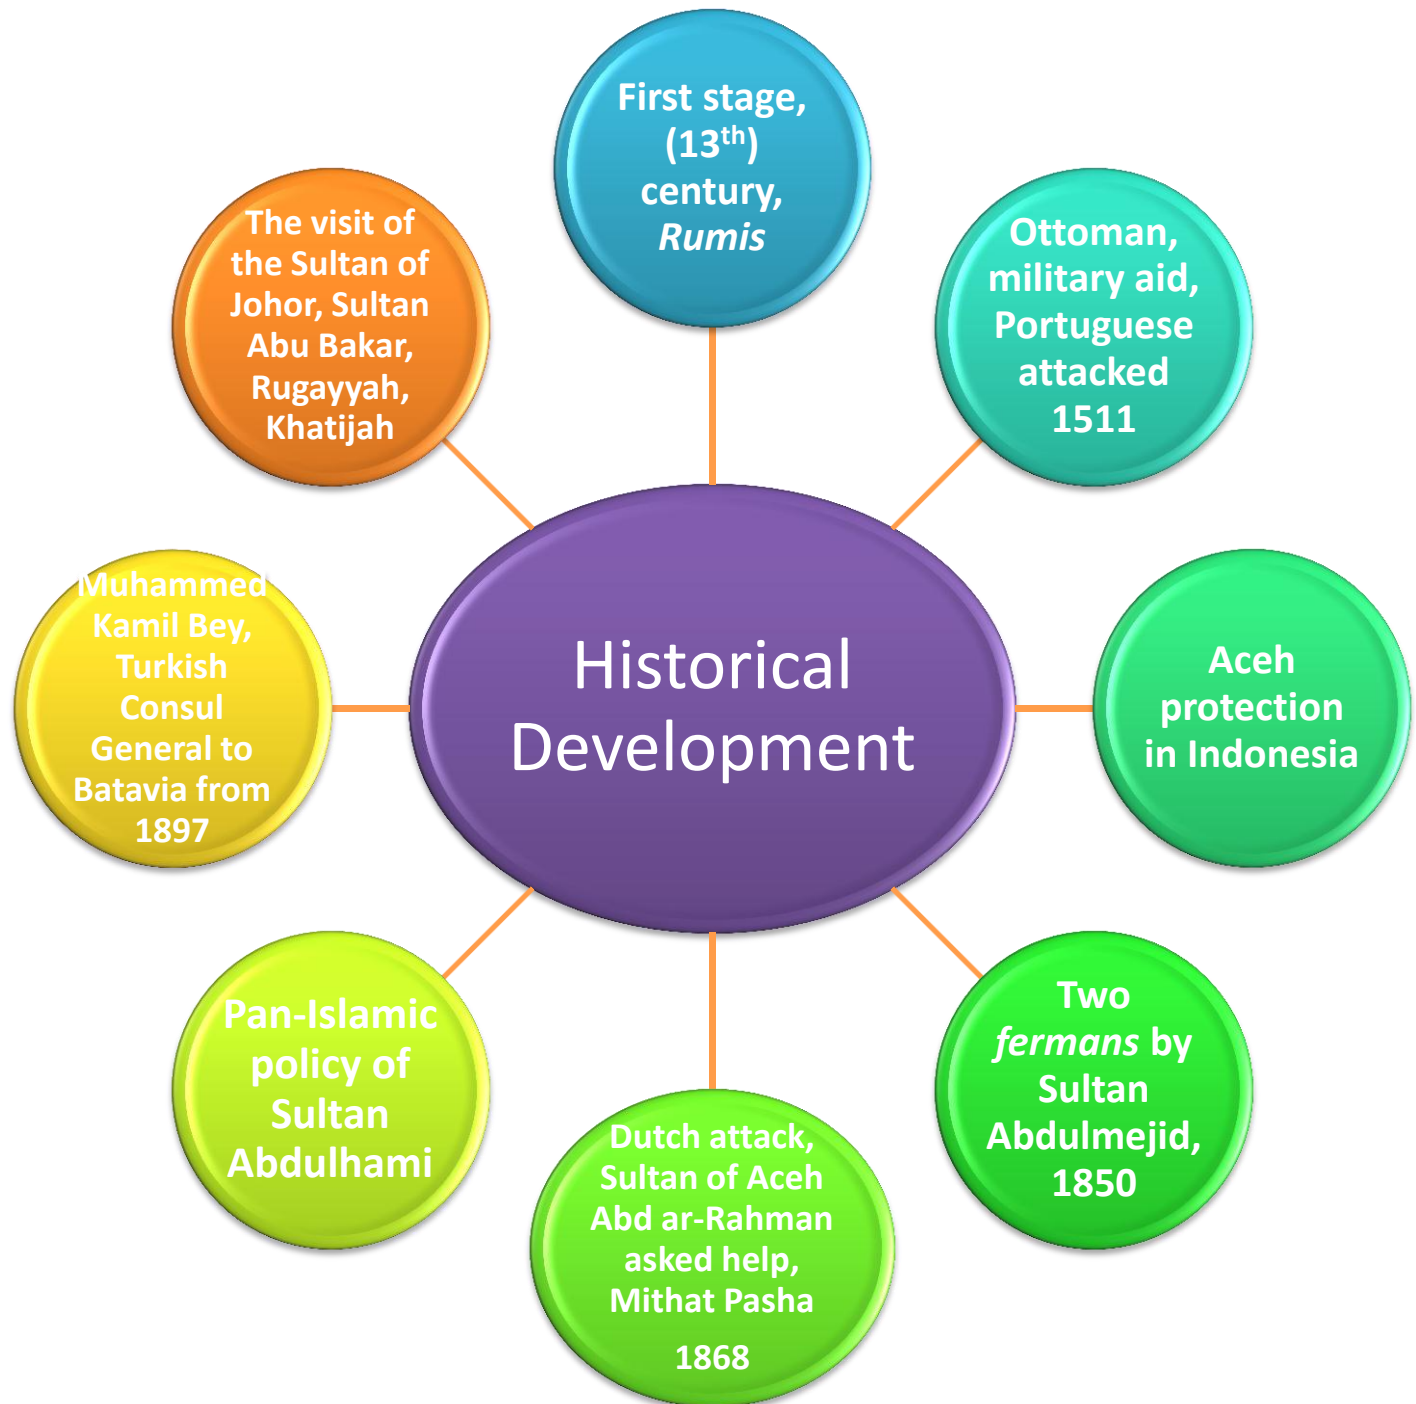 First stage,
(13th)
century,
Rumis
Ottoman,
military aid,
Portuguese
attacked
1511
Aceh
protection
in Indonesia
Two
fermans by
Sultan
Abdulmejid,
1850
Dutch attack,
Sultan of Aceh
Abd ar-Rahman
asked help,
Mithat Pasha
1868
Pan-Islamic
policy of
Sultan
Abdulhami
Muhammed
Kamil Bey,
Turkish
Consul
General to
Batavia from
1897
The visit of
the Sultan of
Johor, Sultan
Abu Bakar,
Rugayyah,
Khatijah
Historical
Development